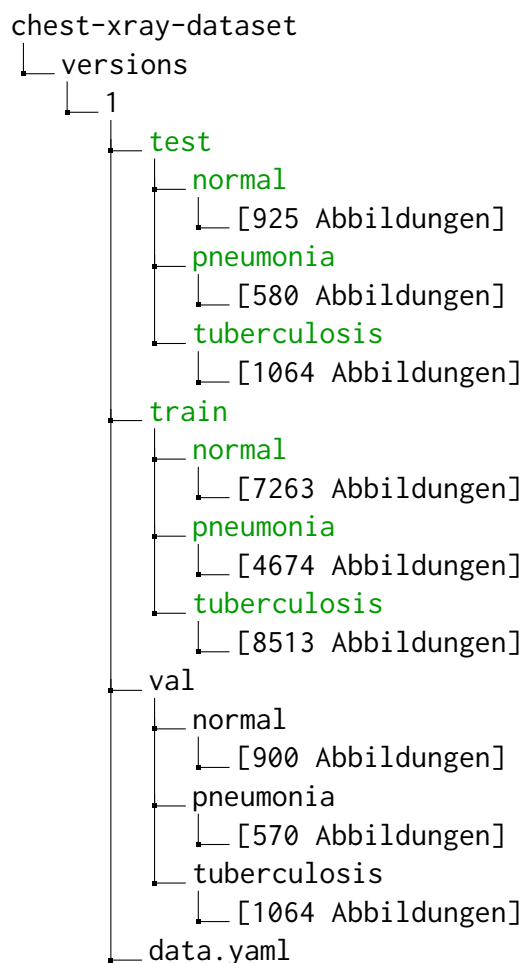 chest-xray-dataset
versions
1
test
normal
[925 Abbildungen]
pneumonia
[580 Abbildungen]
tuberculosis
[1064 Abbildungen]
train
normal
[7263 Abbildungen]
pneumonia
[4674 Abbildungen]
tuberculosis
[8513 Abbildungen]
val
normal
[900 Abbildungen]
pneumonia
[570 Abbildungen]
tuberculosis
[1064 Abbildungen]
data.yaml